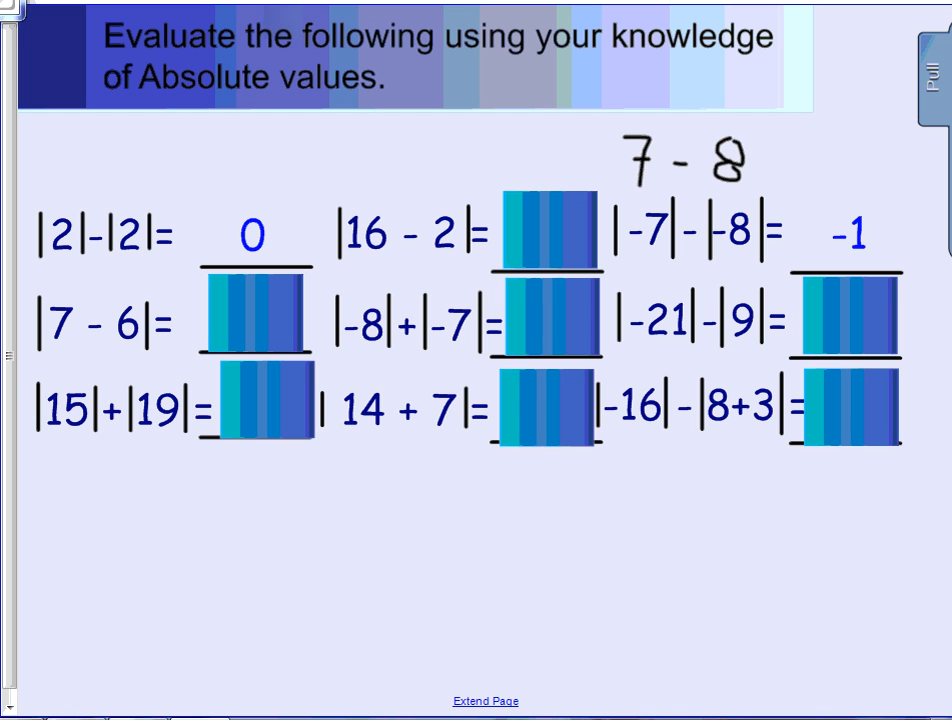 Evaluate the following using your knowledge
of Absolute values.
Pull
7 - 8
|2|-|2|= 0 |16 - 2|= |-7| - |-8|= -1
|7 - 6|= |-8|+|-7|= |-21|-|9|=
|15|+|19|= | 14 + 7|= |-16| - |8+3|=
Extend Page